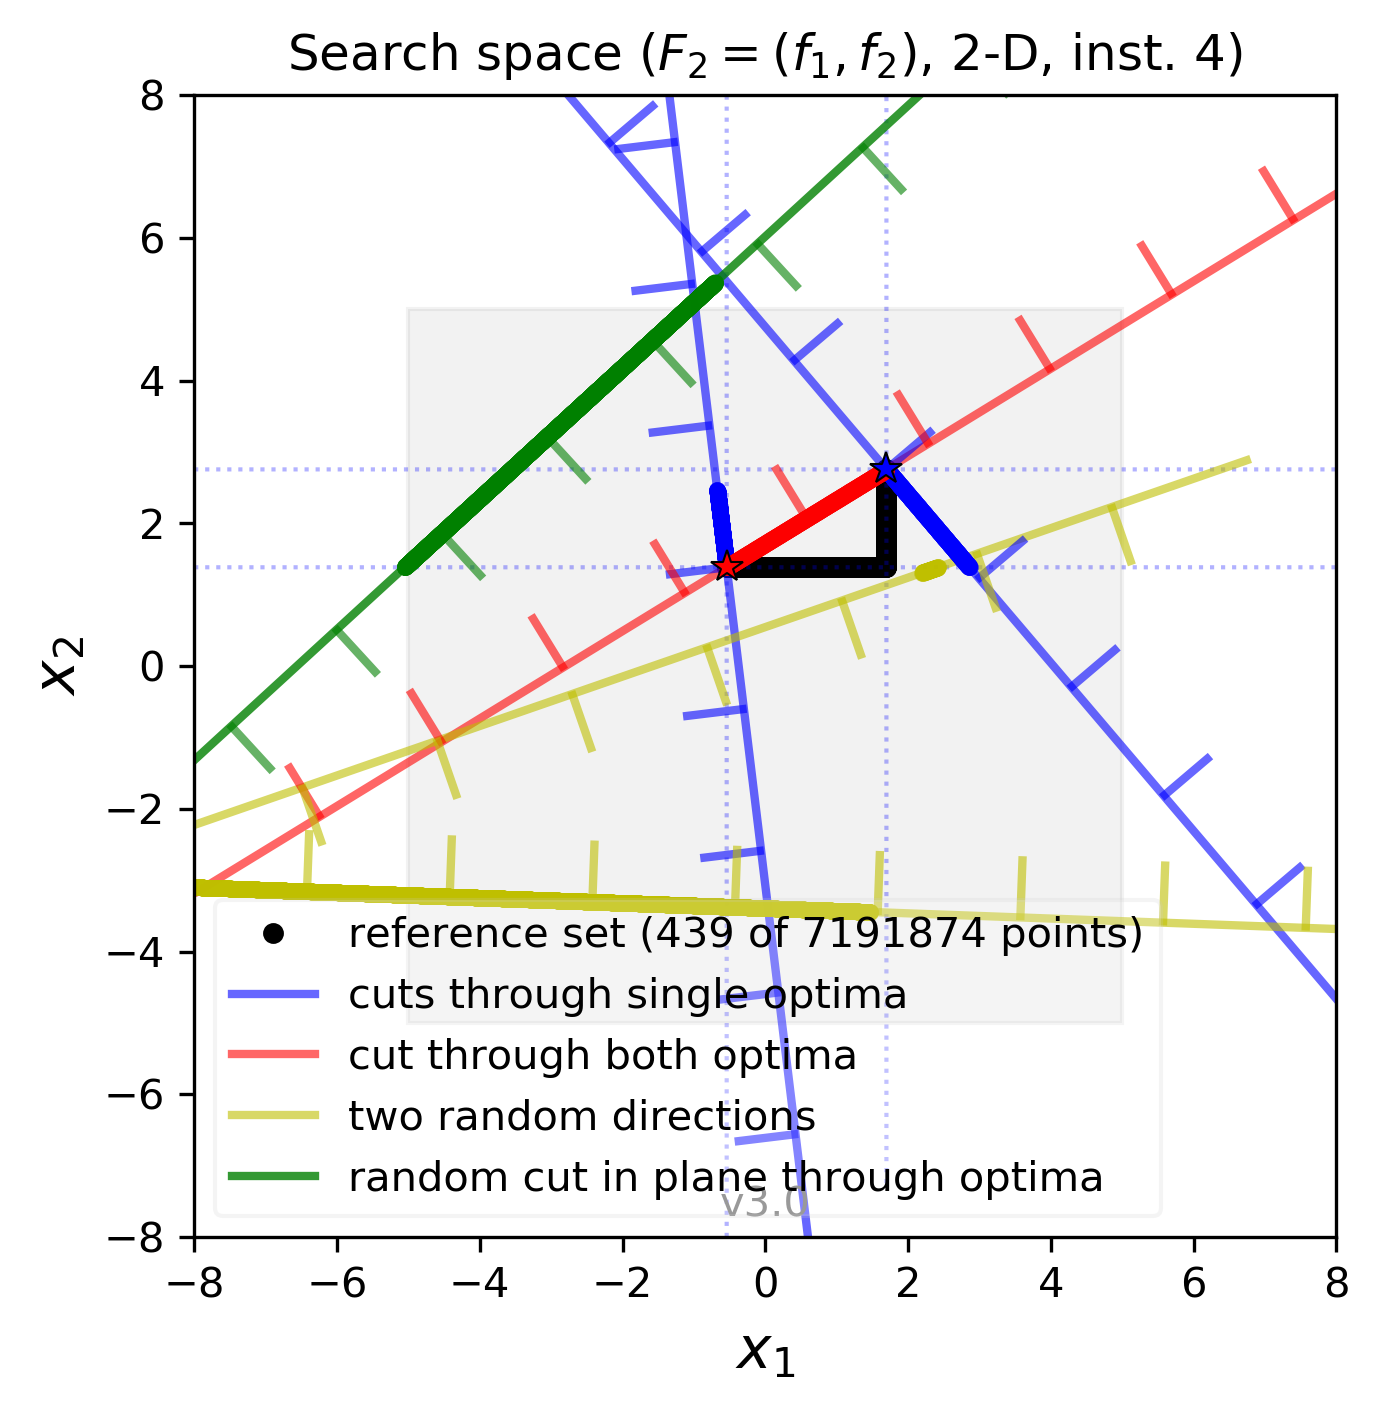 Search space (F₂ = (f₁, f₂), 2-D, inst. 4)
8
6
4
2
0
−2
−4
−6
−8
x₂
reference set (439 of 7191874 points)
cuts through single optima
cut through both optima
two random directions
random cut in plane through optima
v3.0
−8 −6 −4 −2 0 2 4 6 8
x₁